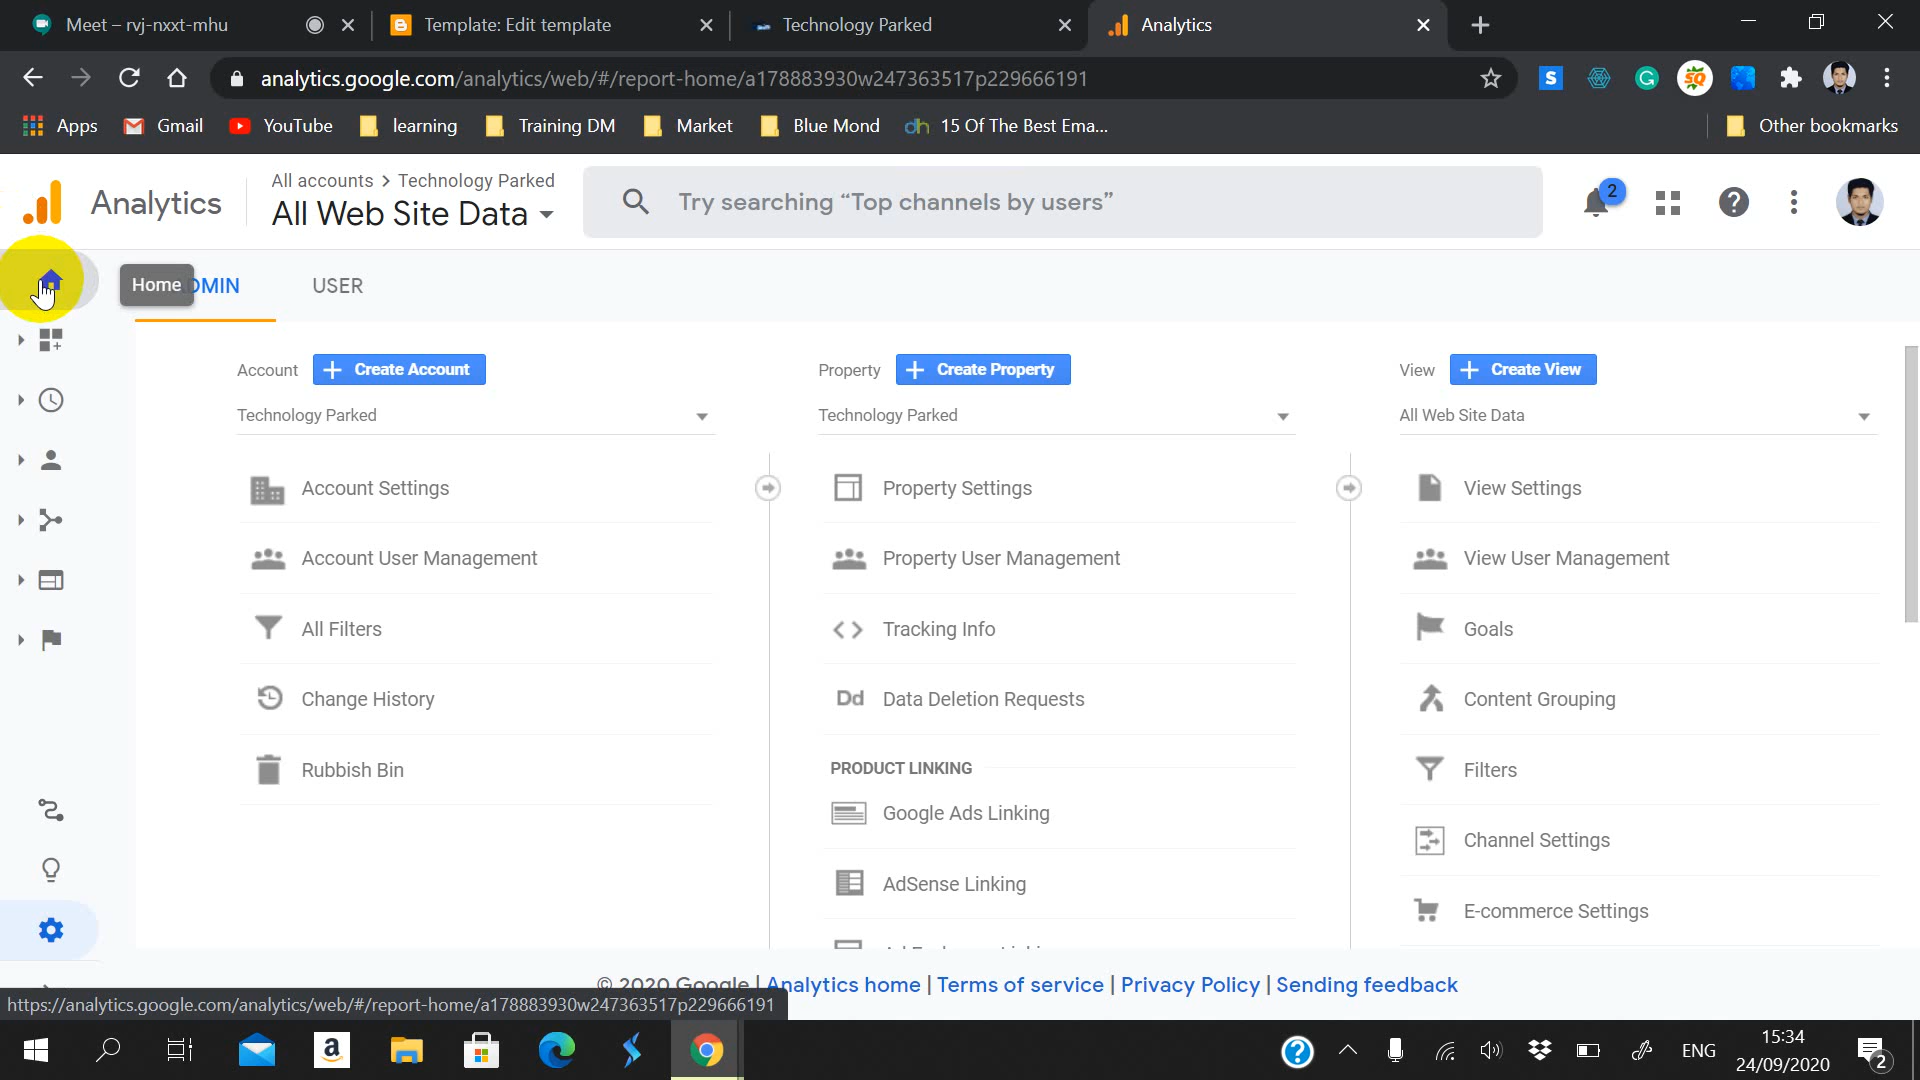 Meet – rvj-nxxt-mhu
Template: Edit template
Technology Parked
Analytics
analytics.google.com/analytics/web/#/report-home/a178883930w247363517p229666191
Apps
Gmail
YouTube
learning
Training DM
Market
Blue Mond
15 Of The Best Ema...
Other bookmarks
Analytics
All accounts > Technology Parked
All Web Site Data
Try searching “Top channels by users”
2
Home
DMIN
USER
Account
Create Account
Property
Create Property
View
Create View
Technology Parked
Technology Parked
All Web Site Data
Account Settings
Property Settings
View Settings
Account User Management
Property User Management
View User Management
All Filters
Tracking Info
Goals
Change History
Dd Data Deletion Requests
Content Grouping
Rubbish Bin
PRODUCT LINKING
Filters
Google Ads Linking
Channel Settings
AdSense Linking
E-commerce Settings
© 2020 Google | Analytics home | Terms of service | Privacy Policy | Sending feedback
https://analytics.google.com/analytics/web/#/report-home/a178883930w247363517p229666191
ENG
15:34
24/09/2020
2